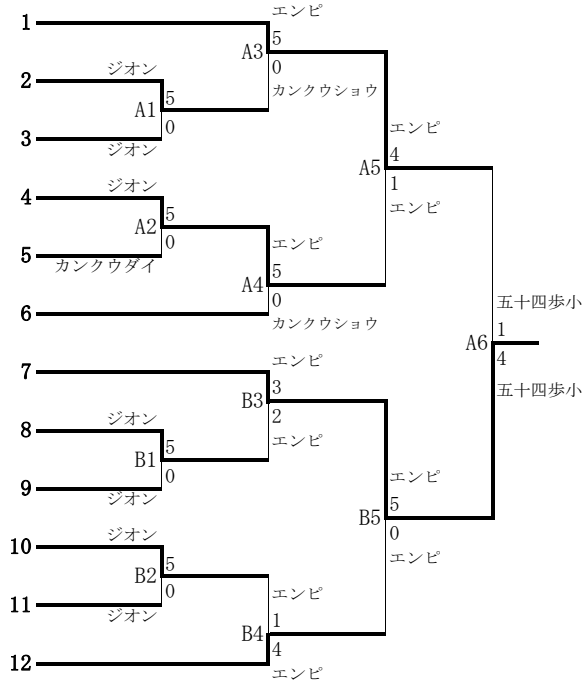 エンピ
1
5
A3
0
ジオン
2
カンクウショウ
5
A1
0
エンピ
3
ジオン
4
A5
1
ジオン
4
エンピ
5
A2
0
エンピ
5
カンクウダイ
5
A4
0
五十四歩小
6
カンクウショウ
1
A6
4
エンピ
7
3
五十四歩小
B3
2
ジオン
8
エンピ
5
B1
0
エンピ
9
ジオン
5
B5
0
ジオン
10
エンピ
5
B2
0
エンピ
11
ジオン
1
B4
4
12
エンピ